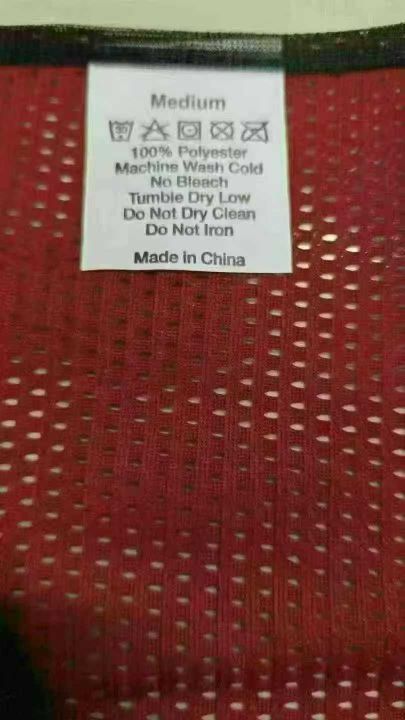 Medium
30
100% Polyester
Machine Wash Cold
No Bleach
Tumble Dry Low
Do Not Dry Clean
Do Not Iron
Made in China